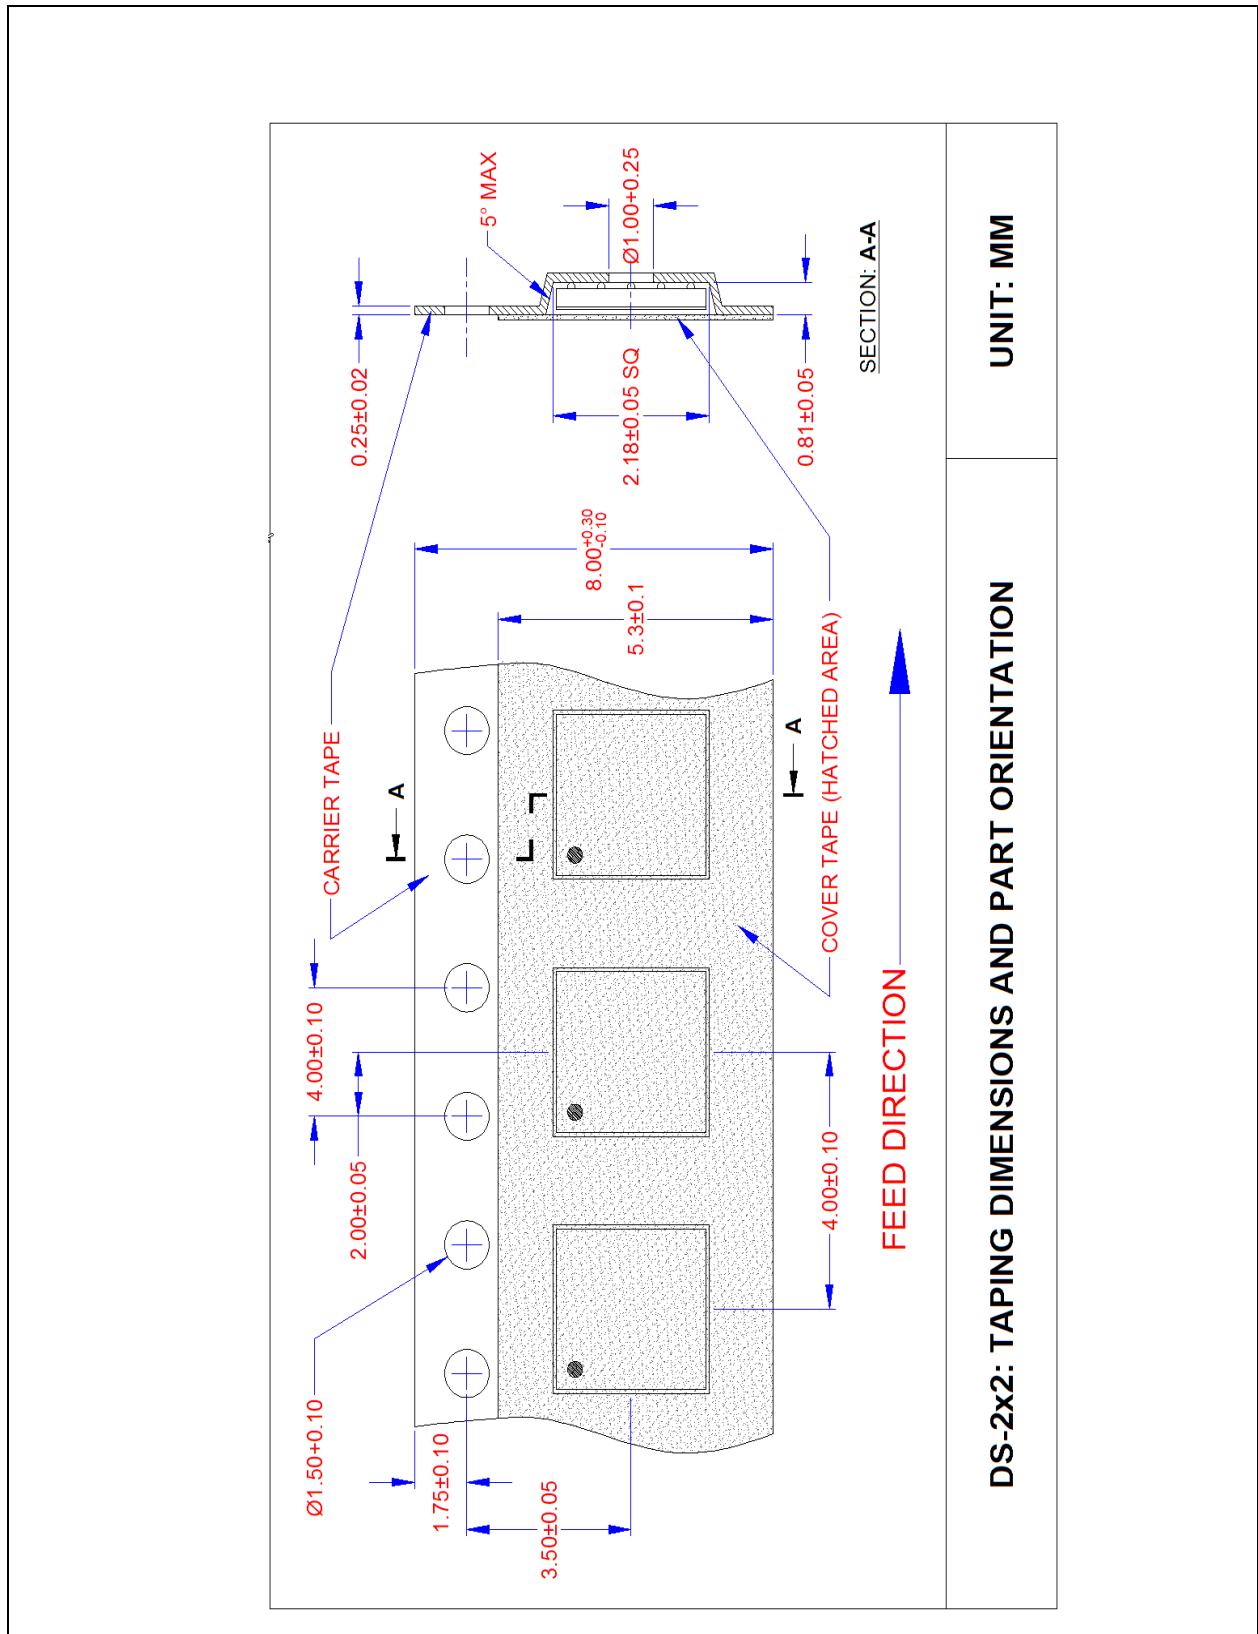 CARRIER TAPE
0.25±0.02
5° MAX
Ø1.00+0.25
2.18±0.05 SQ
0.81±0.05
SECTION: A-A
8.00+0.30
-0.10
5.3±0.1
A
A
4.00±0.10
2.00±0.05
Ø1.50+0.10
1.75±0.10
3.50±0.05
4.00±0.10
COVER TAPE (HATCHED AREA)
FEED DIRECTION
DS-2x2: TAPING DIMENSIONS AND PART ORIENTATION
UNIT: MM